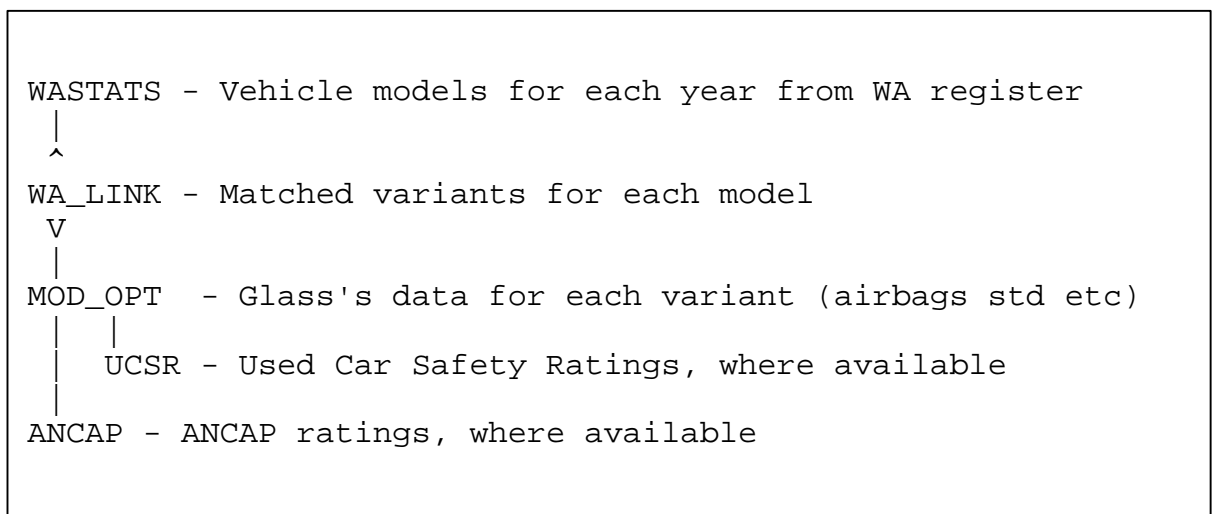 WASTATS - Vehicle models for each year from WA register
|
^
WA_LINK - Matched variants for each model
V
|
MOD_OPT  - Glass's data for each variant (airbags std etc)
| |
| UCSR - Used Car Safety Ratings, where available
|
ANCAP - ANCAP ratings, where available